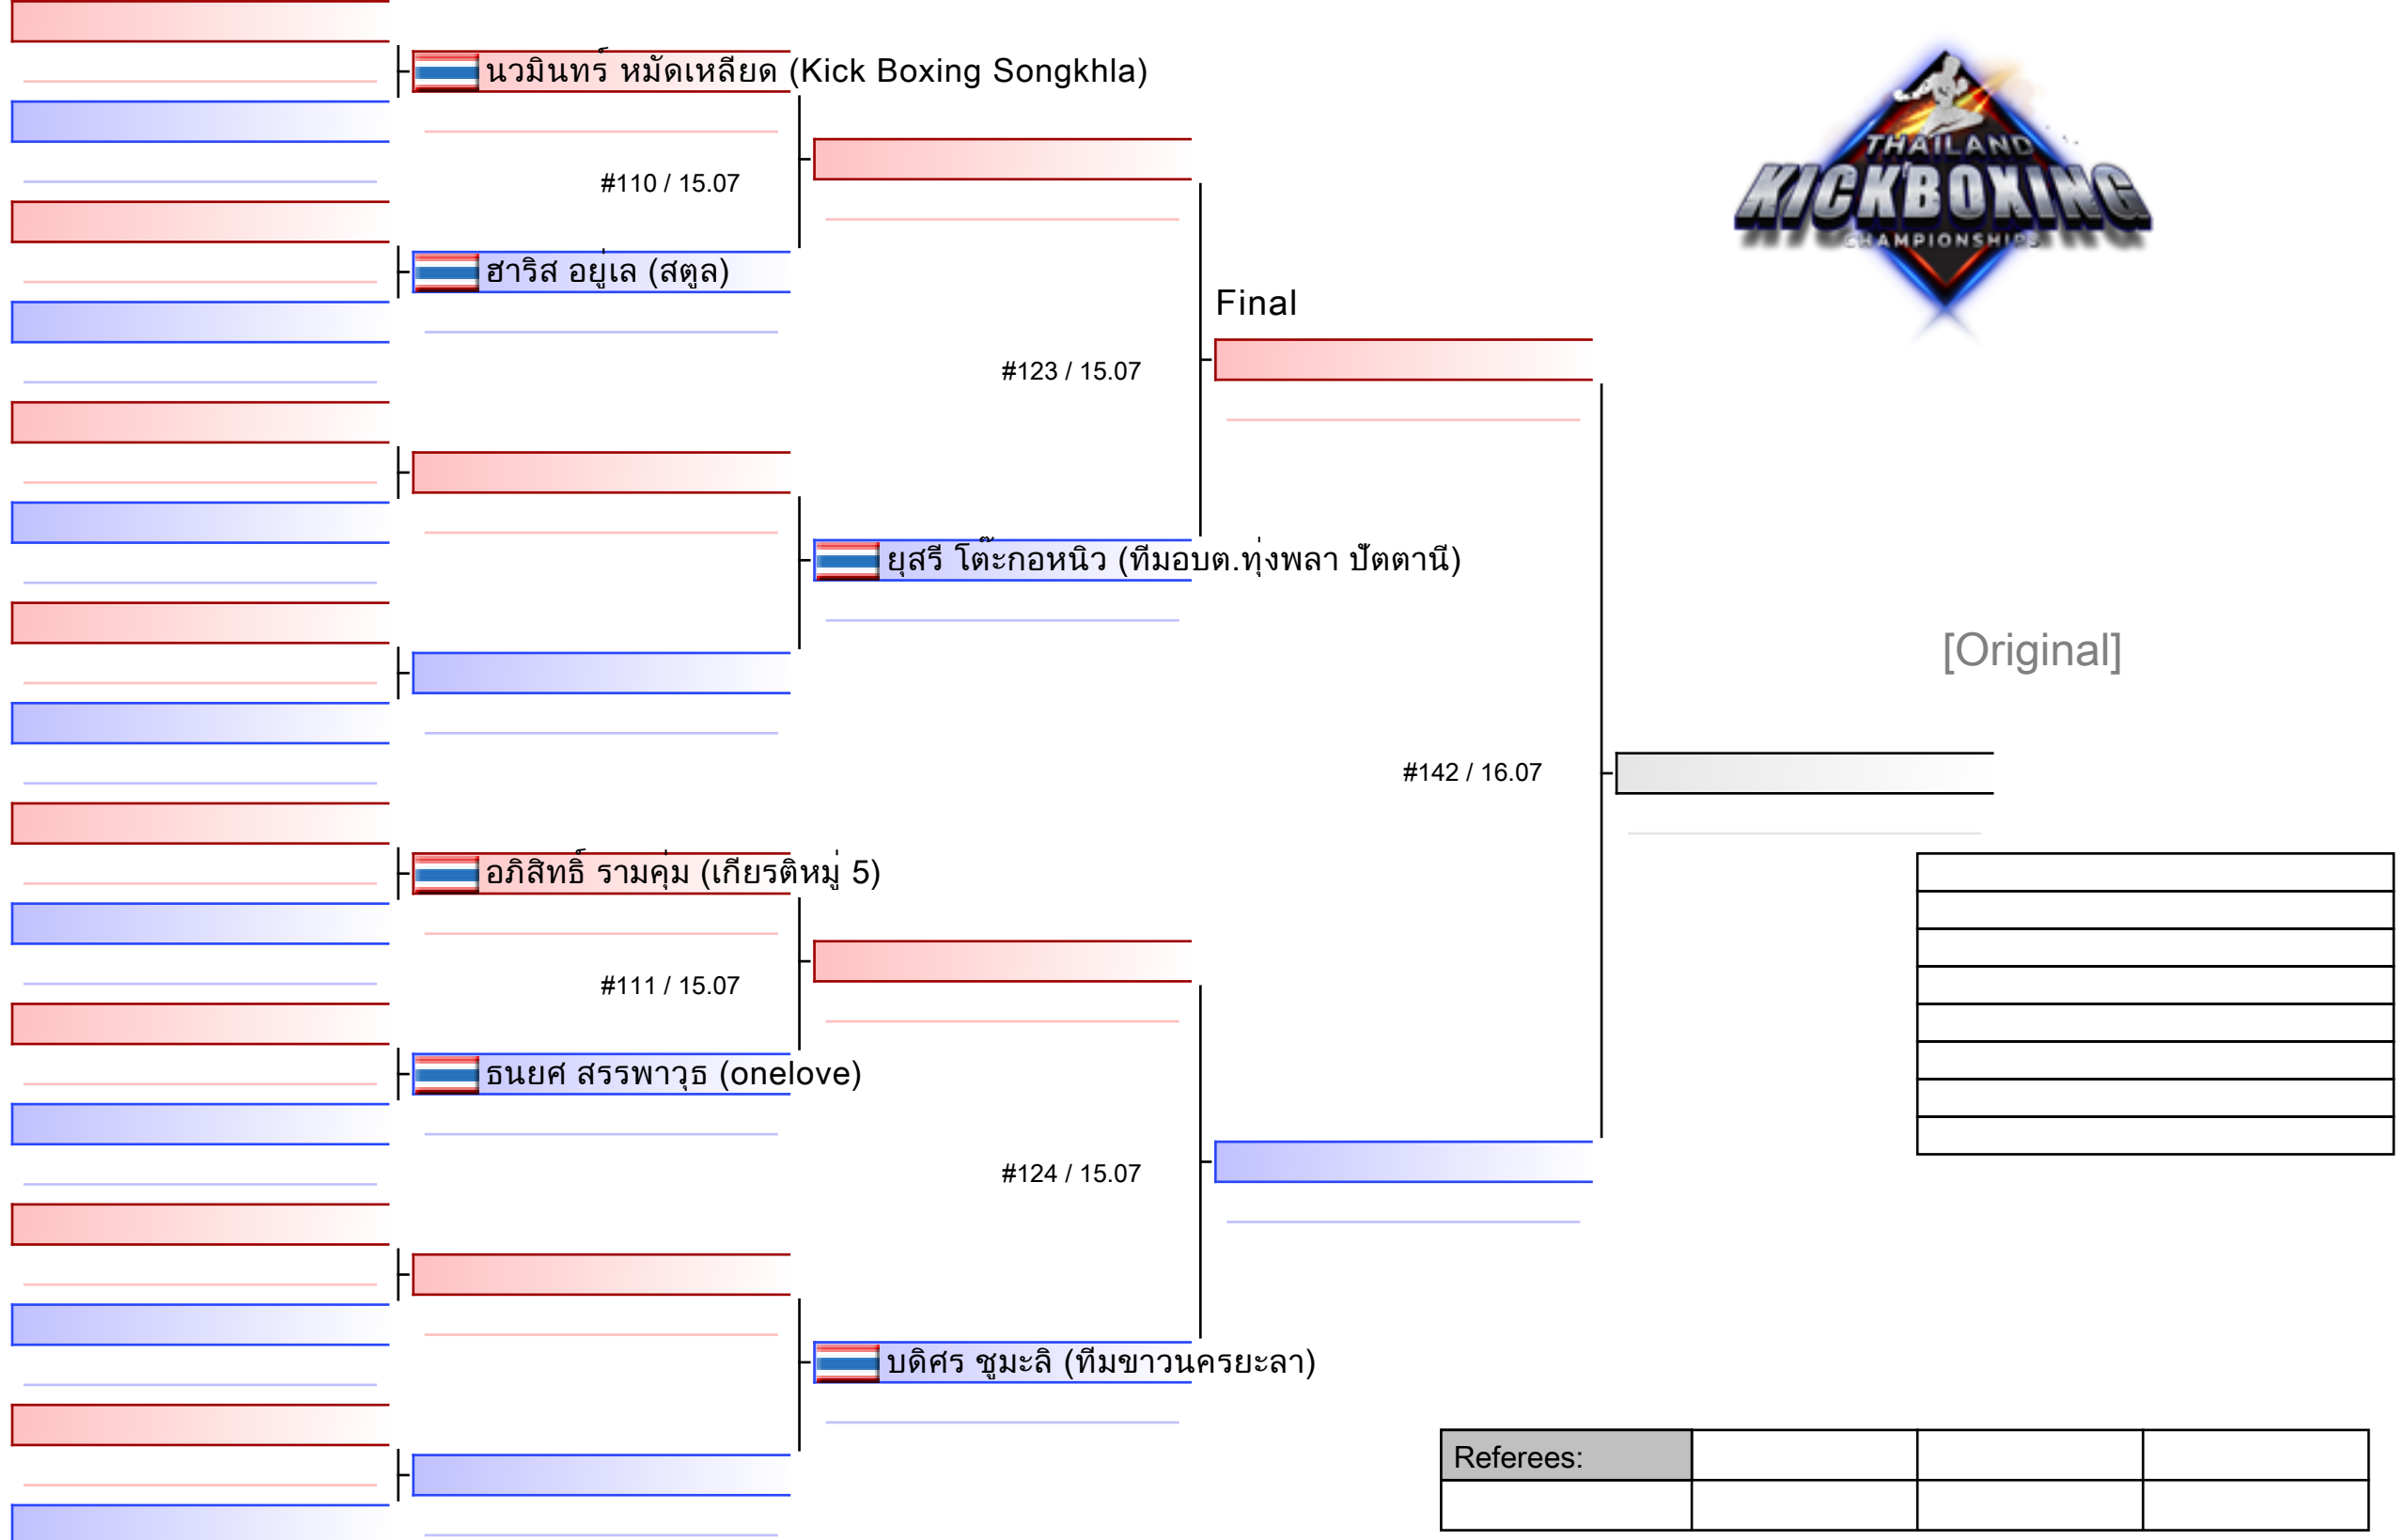 นวมินทร์ หมัดเหลียด (Kick Boxing Songkhla)
THAILAND
KICKBOXING
CHAMPIONSHIPS
#110 / 15.07
ฮาริส อยู่เล (สตูล)
Final
#123 / 15.07
ยุสรี โต๊ะกอหนิว (ทีมอบต.ทุ่งพลา ปัตตานี)
[Original]
#142 / 16.07
อภิสิทธิ์ รามคุ่ม (เกียรติหมู่ 5)
#111 / 15.07
ธนยศ สรรพาวุธ (onelove)
#124 / 15.07
บดิศร ชูมะลิ (ทีมขาวนครยะลา)
Referees: